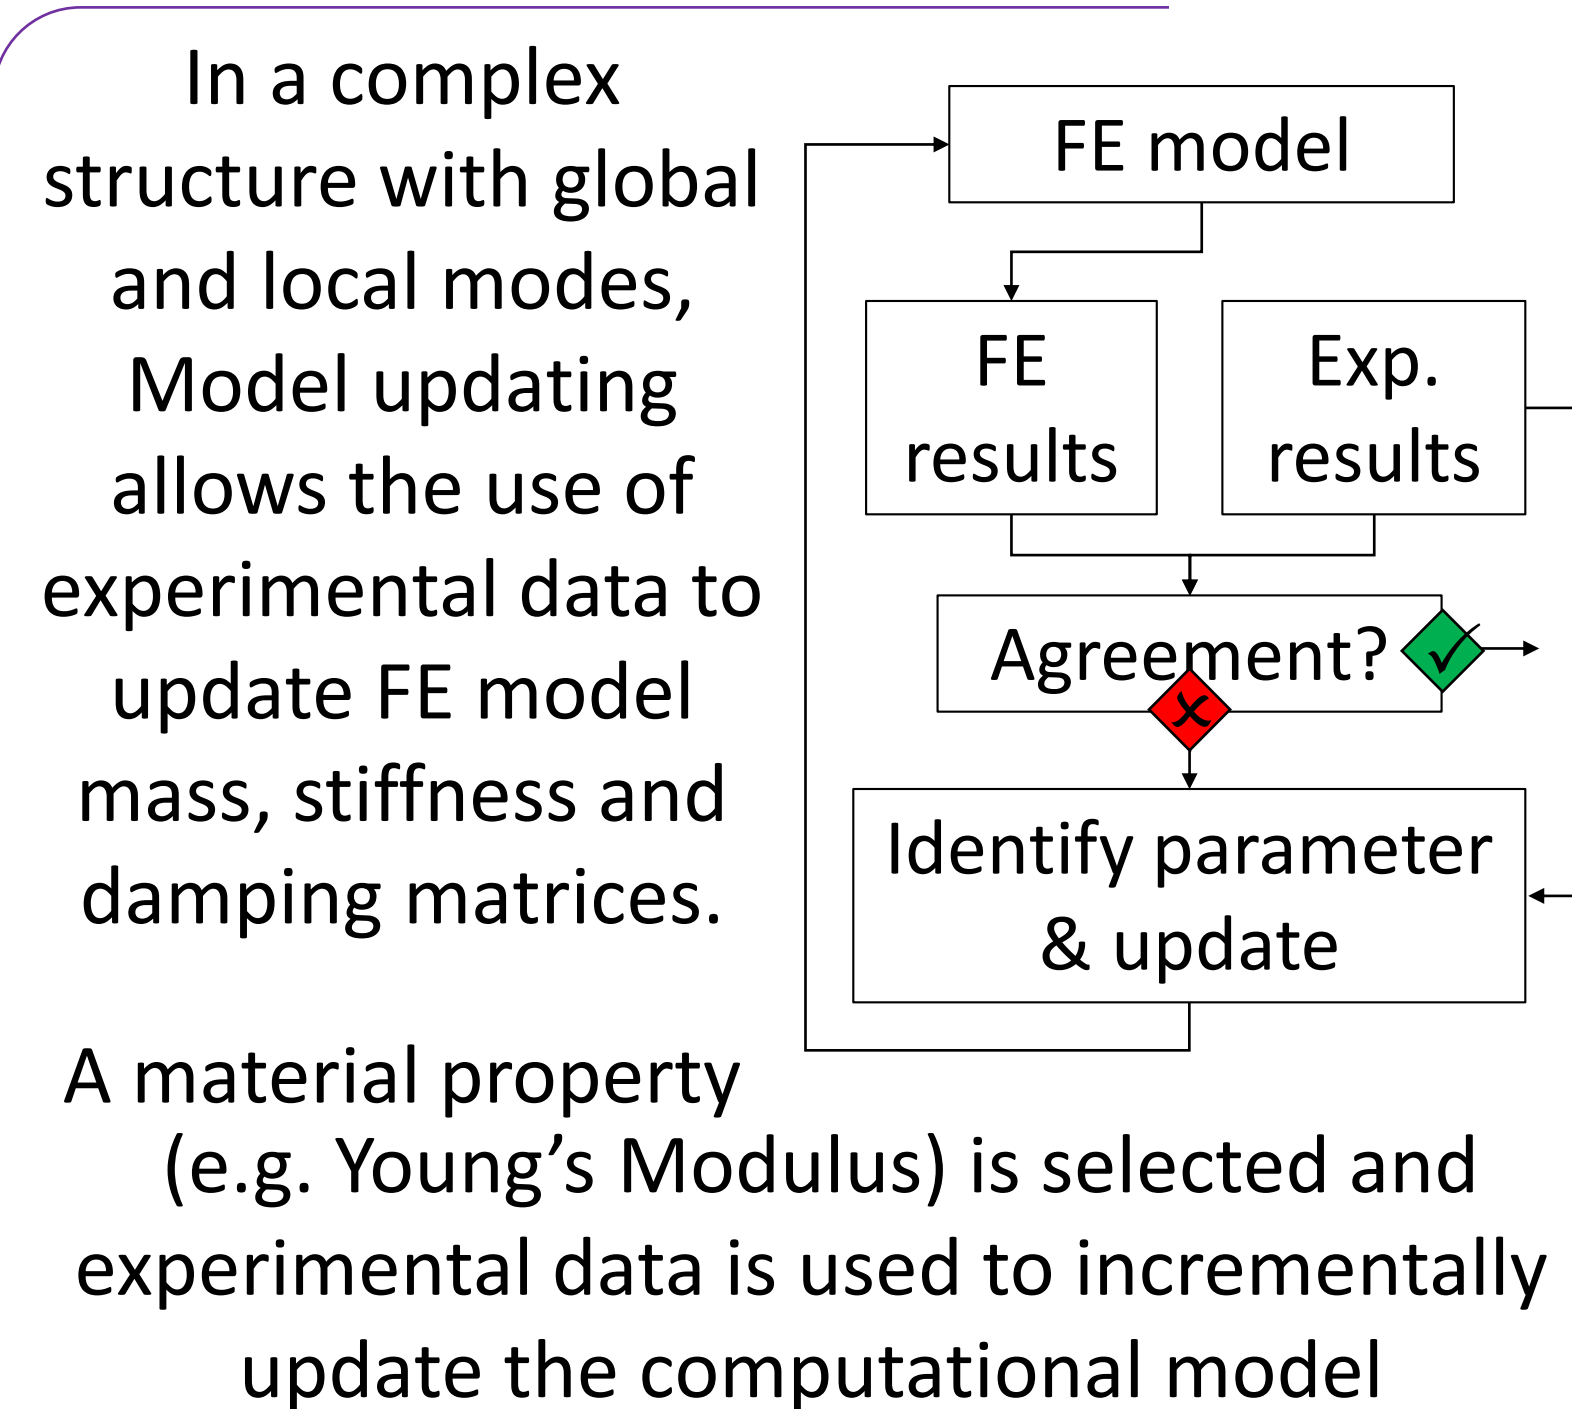 In a complex
structure with global
and local modes,
Model updating
allows the use of
experimental data to
update FE model
mass, stiffness and
damping matrices.
A material property
(e.g. Young’s Modulus) is selected and
experimental data is used to incrementally
update the computational model
FE model
FE
results
Exp.
results
Agreement?
Identify parameter
& update